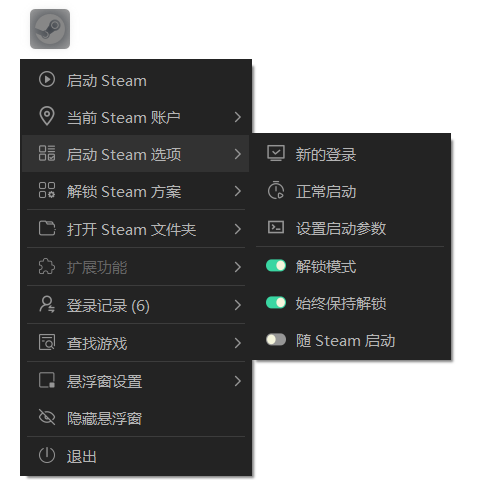 启动 Steam
当前 Steam 账户
启动 Steam 选项
解锁 Steam 方案
打开 Steam 文件夹
扩展功能
登录记录 (6)
查找游戏
悬浮窗设置
隐藏悬浮窗
退出
新的登录
正常启动
设置启动参数
解锁模式
始终保持解锁
随 Steam 启动